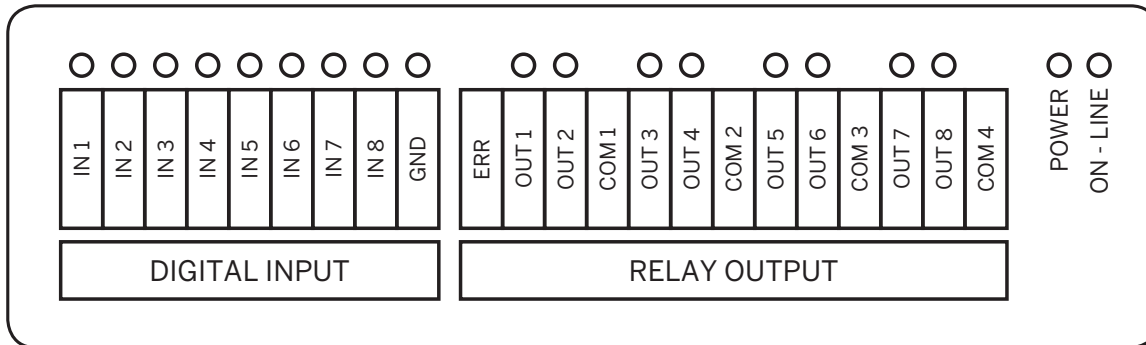 IN 1
IN 2
IN 3
IN 4
IN 5
IN 6
IN 7
IN 8
GND
ERR
OUT 1
OUT 2
COM 1
OUT 3
OUT 4
COM 2
OUT 5
OUT 6
COM 3
OUT 7
OUT 8
COM 4
POWER
ON - LINE
DIGITAL INPUT
RELAY OUTPUT